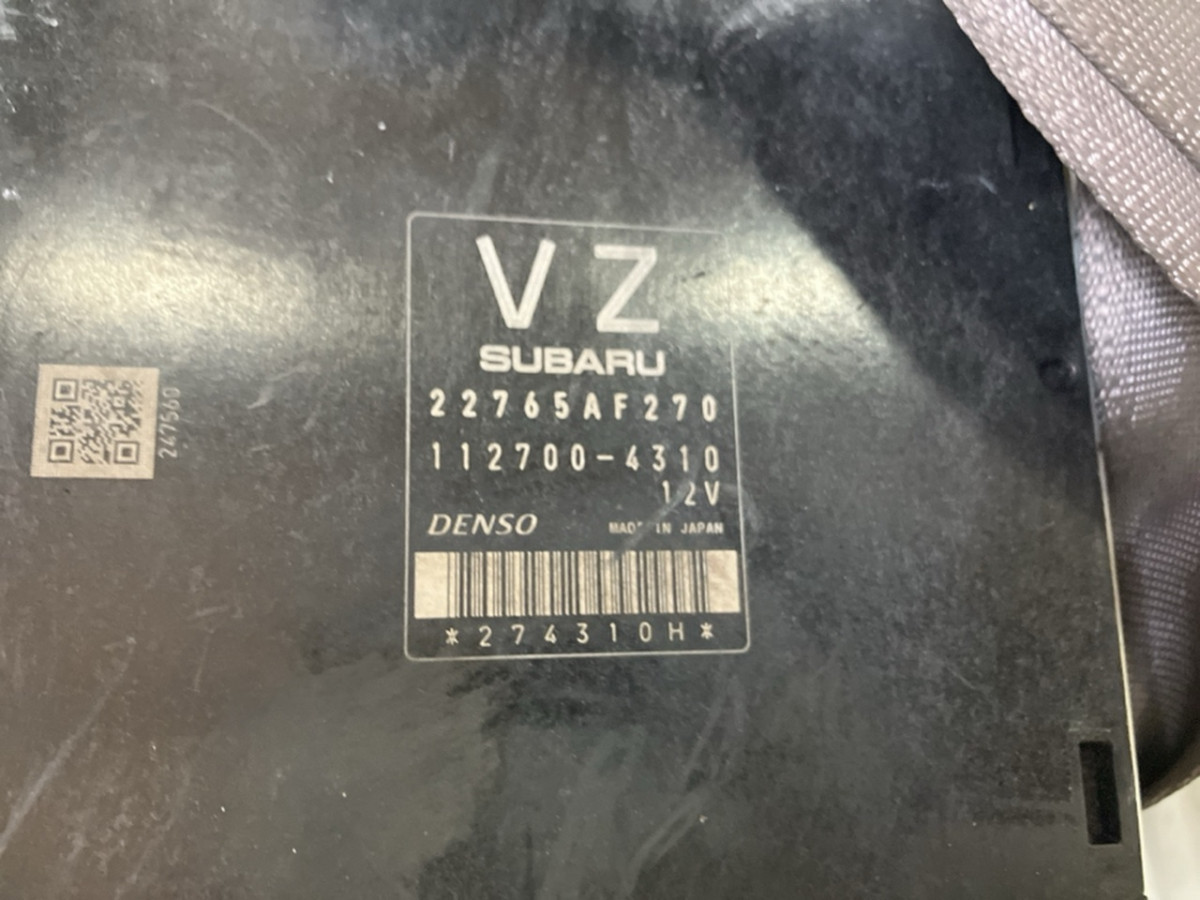 VZ
SUBARU
22765AF270
112700-4310
12V
DENSO
MADE IN JAPAN
*274310H*
247560